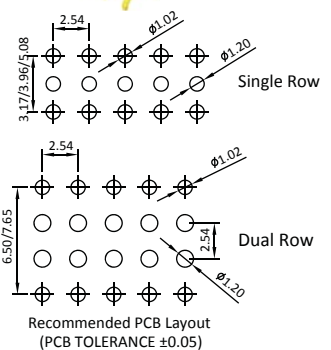 2.54
ø1.02
3.17/3.96/5.08
ø1.20
Single Row
2.54
ø1.02
6.50/7.65
2.54
Dual Row
ø1.20
Recommended PCB Layout
(PCB TOLERANCE ±0.05)